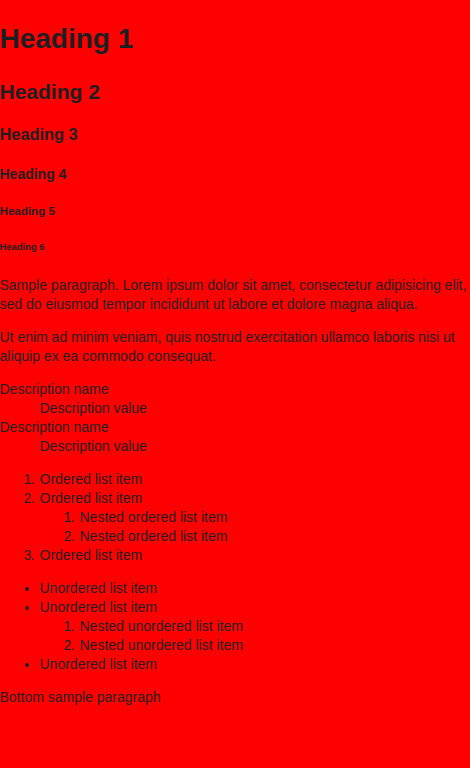 Heading 1
Heading 2
Heading 3
Heading 4
Heading 5
Heading 6
Sample paragraph. Lorem ipsum dolor sit amet, consectetur adipisicing elit,
sed do eiusmod tempor incididunt ut labore et dolore magna aliqua.
Ut enim ad minim veniam, quis nostrud exercitation ullamco laboris nisi ut
aliquip ex ea commodo consequat.
Description name
Description value
Description name
Description value
1. Ordered list item
2. Ordered list item
1. Nested ordered list item
2. Nested ordered list item
3. Ordered list item
• Unordered list item
• Unordered list item
1. Nested unordered list item
2. Nested unordered list item
• Unordered list item
Bottom sample paragraph